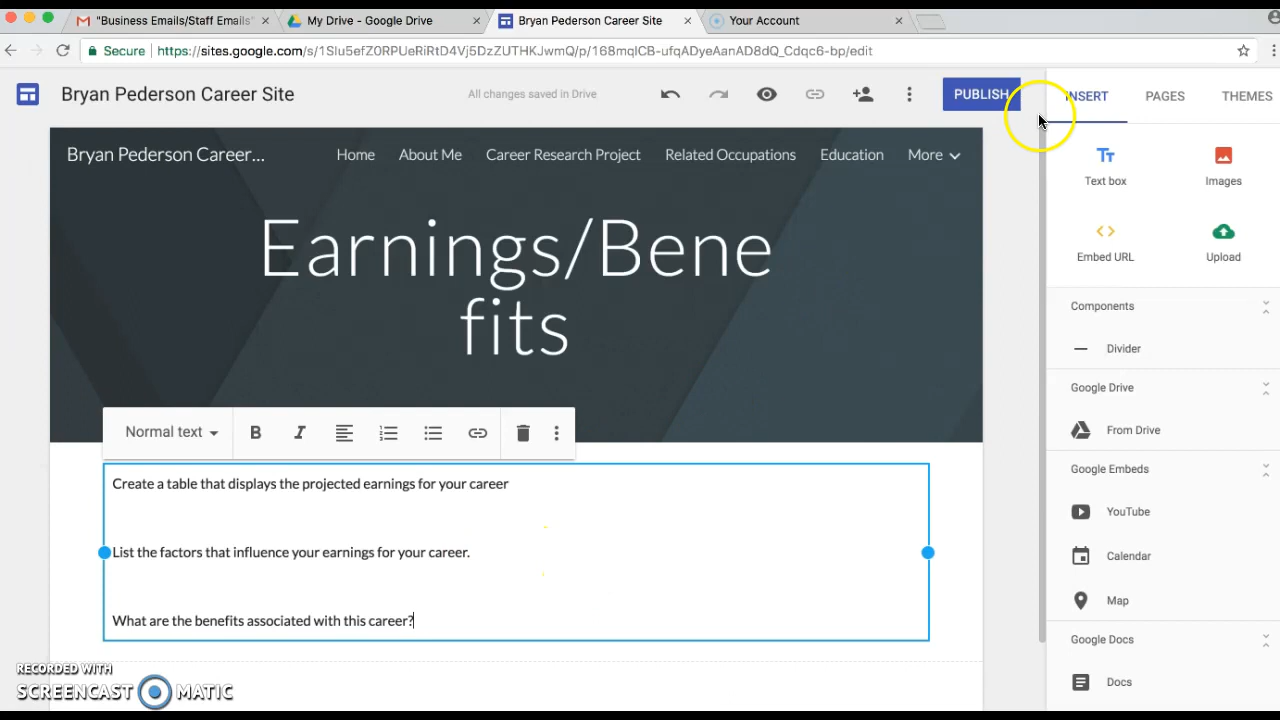 "Business Emails/Staff Emails"
My Drive - Google Drive
Bryan Pederson Career Site
Your Account
Secure
https://sites.google.com/s/1Slu5efZ0RPUeRiRtD4Vj5DzZUTHKJwmQ/p/168mqlCB-ufqADyeAanAD8dQ_Cdqc6-bp/edit
Bryan Pederson Career Site
All changes saved in Drive
PUBLISH
INSERT
PAGES
THEMES
Bryan Pederson Career...
Home
About Me
Career Research Project
Related Occupations
Education
More
Earnings/Bene
fits
Text box
Images
Embed URL
Upload
Components
Divider
Google Drive
From Drive
Google Embeds
YouTube
Calendar
Map
Google Docs
Docs
Normal text
B
I
Create a table that displays the projected earnings for your career
List the factors that influence your earnings for your career.
What are the benefits associated with this career?
RECORDED WITH
SCREENCAST MATIC